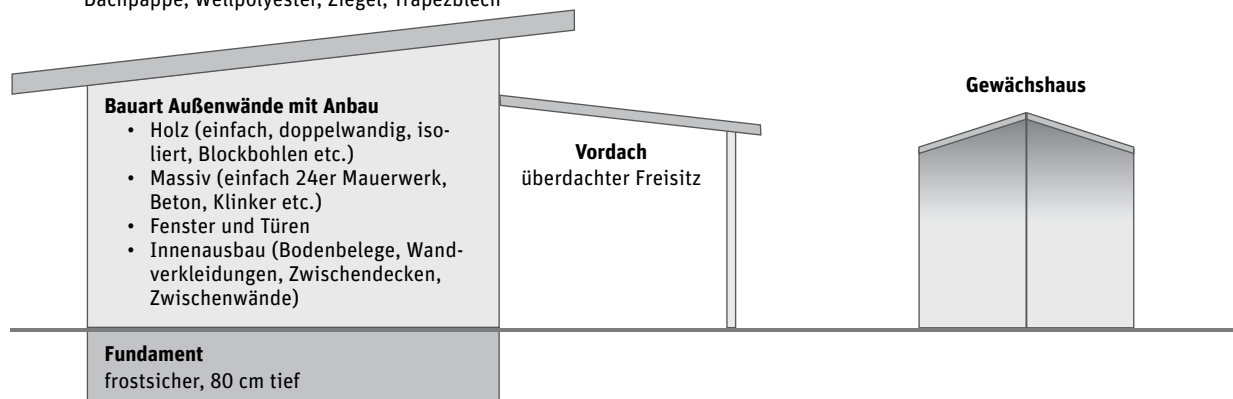 Dachpappe, Wellpolyester, Ziegel, Trapezblech
Gewächshaus
Bauart Außenwände mit Anbau
• Holz (einfach, doppelwandig, iso-
liert, Blockbohlen etc.)
• Massiv (einfach 24er Mauerwerk,
Beton, Klinker etc.)
• Fenster und Türen
• Innenausbau (Bodenbelege, Wand-
verkleidungen, Zwischendecken,
Zwischenwände)
Vordach
überdachter Freisitz
Fundament
frostsicher, 80 cm tief